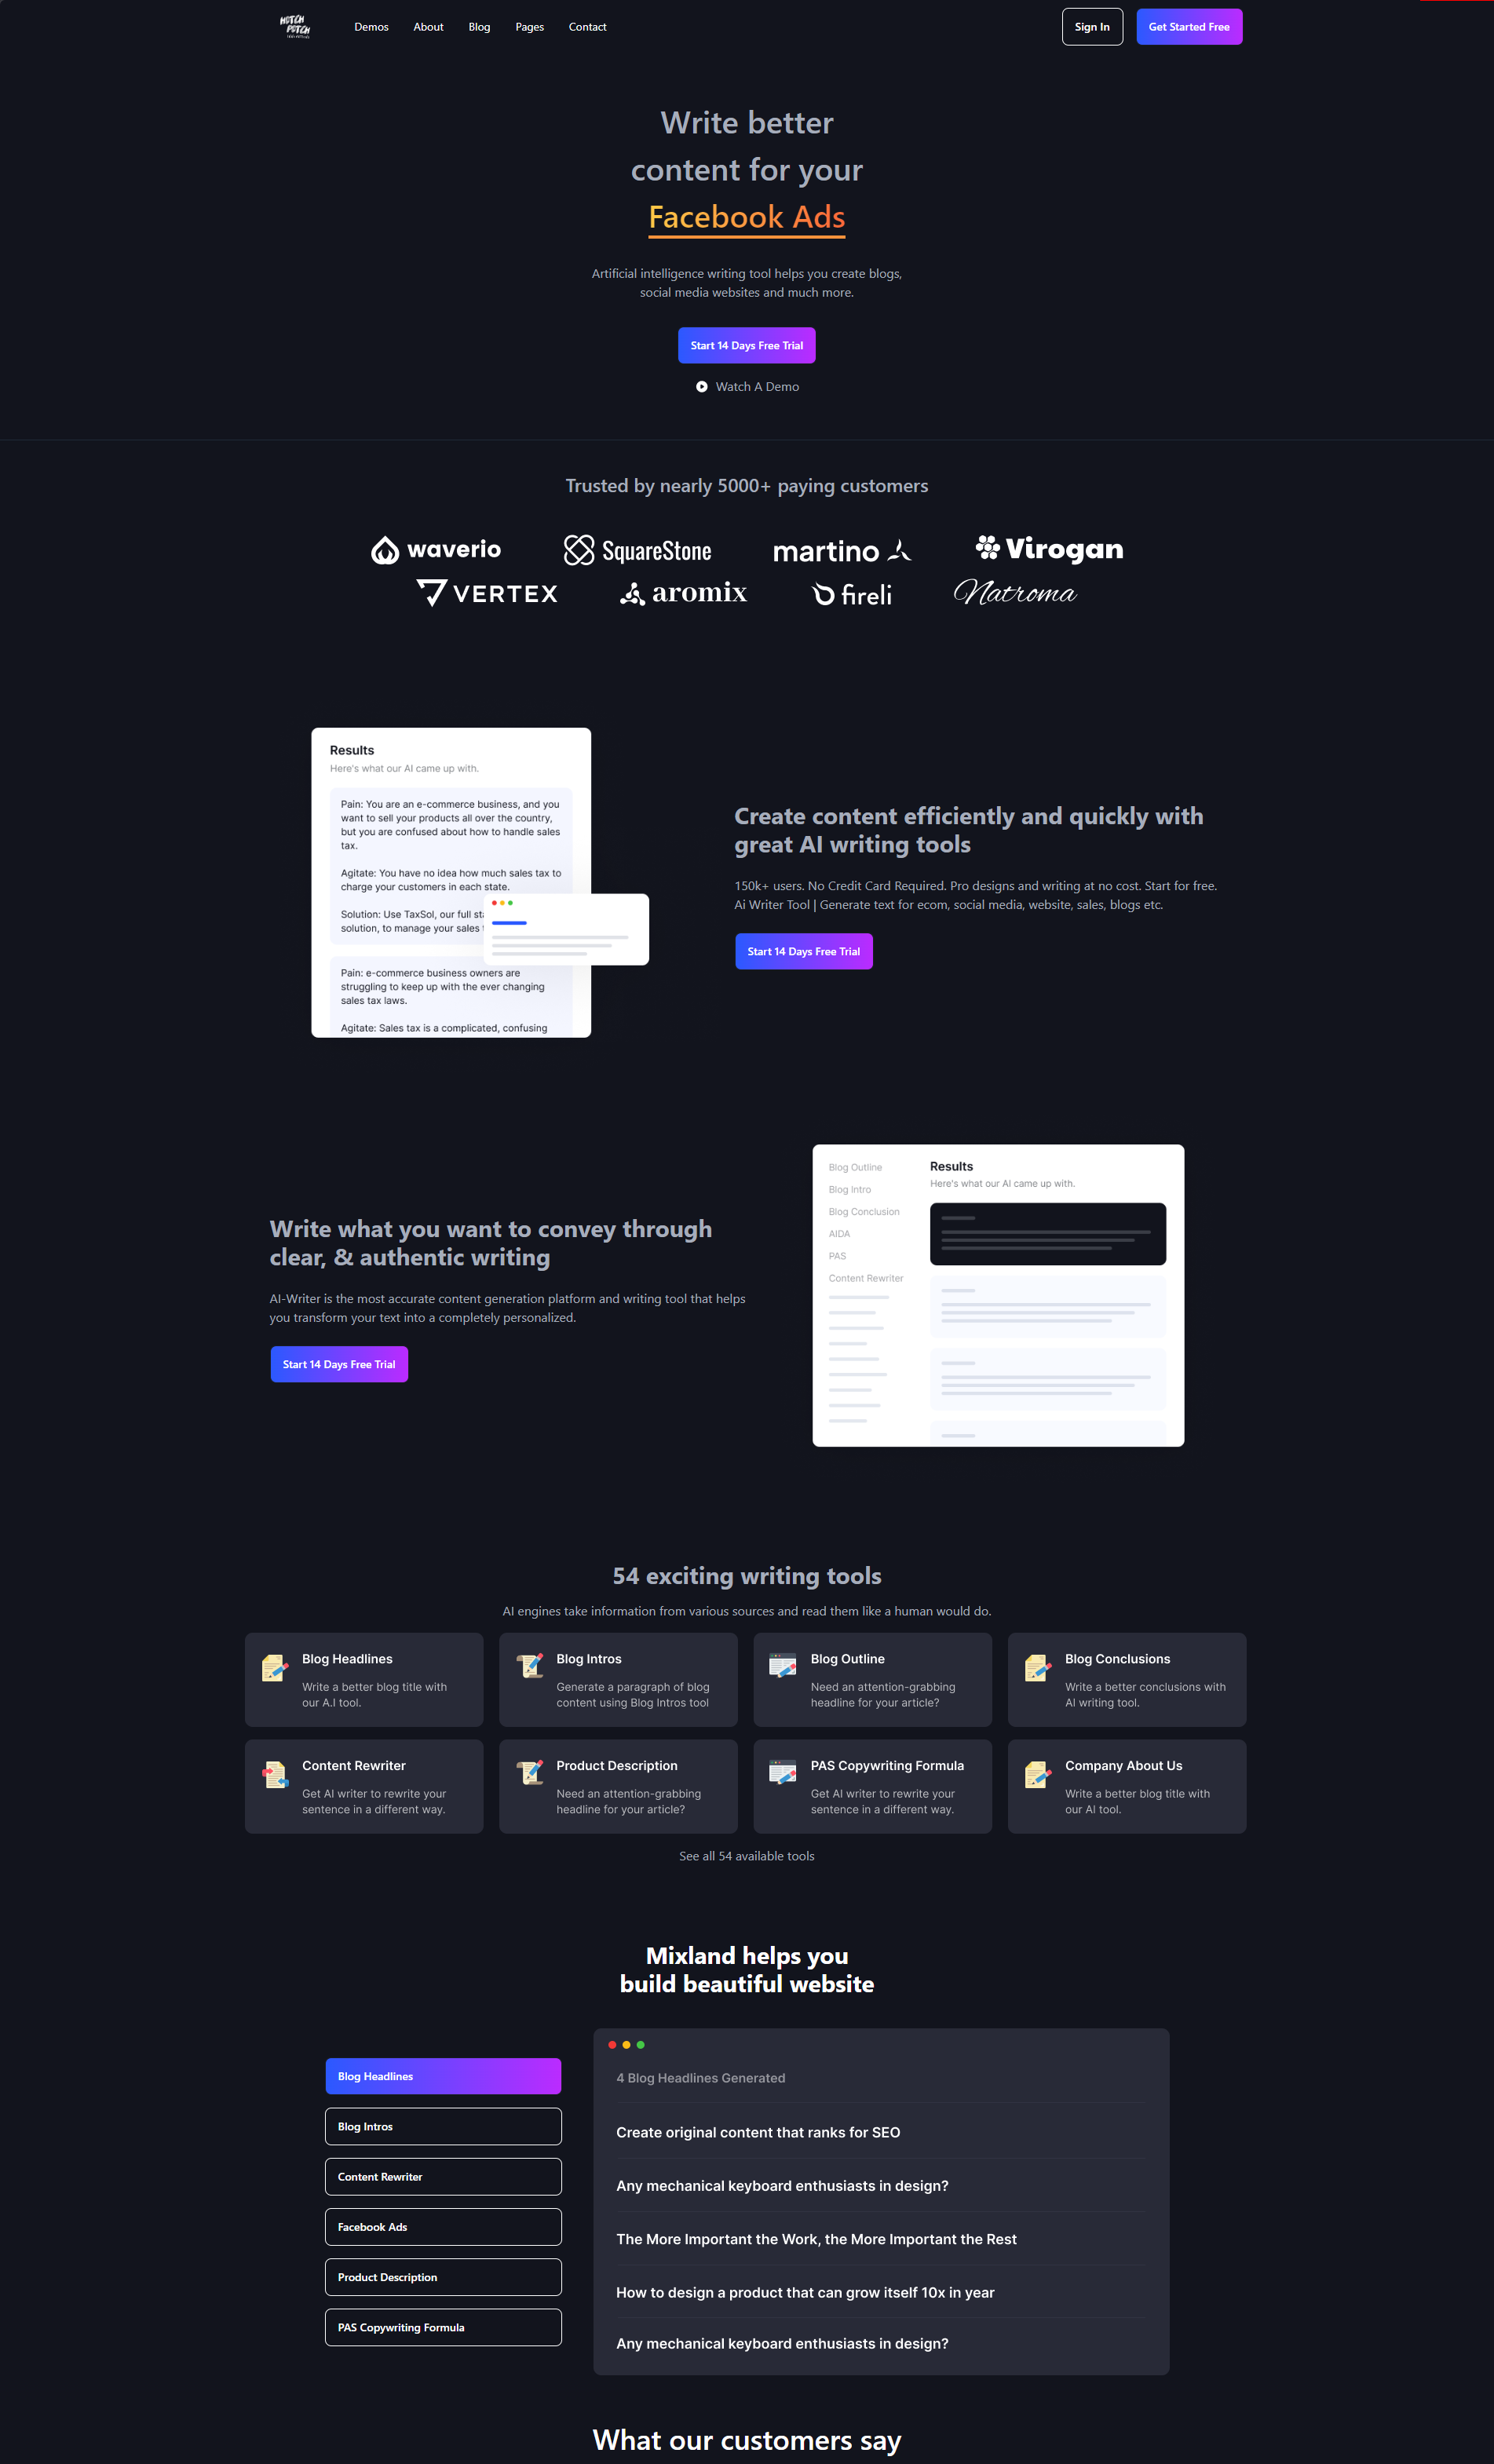 HOTCH
POTCH
Demos
About
Blog
Pages
Contact
Sign In
Get Started Free
Write better
content for your
Facebook Ads
Artificial intelligence writing tool helps you create blogs,
social media websites and much more.
Start 14 Days Free Trial
Watch A Demo
Trusted by nearly 5000+ paying customers
waverio
SquareStone
martino
Virogan
VERTEX
aromix
fireli
Natroma
Results
Here's what our AI came up with.
Pain: You are an e-commerce business, and you
want to sell your products all over the country,
but you are confused about how to handle sales
tax.
Agitate: You have no idea how much sales tax to
charge your customers in each state.
Solution: Use TaxSol, our full
solution, to manage your sales
Pain: e-commerce business owners are
struggling to keep up with the ever changing
sales tax laws.
Agitate: Sales tax is a complicated, confusing
Create content efficiently and quickly with
great AI writing tools
150k+ users. No Credit Card Required. Pro designs and writing at no cost. Start for free.
Ai Writer Tool | Generate text for ecom, social media, website, sales, blogs etc.
Start 14 Days Free Trial
Write what you want to convey through
clear, & authentic writing
AI-Writer is the most accurate content generation platform and writing tool that helps
you transform your text into a completely personalized.
Start 14 Days Free Trial
Blog Outline
Blog Intro
Blog Conclusion
AIDA
PAS
Content Rewriter
Results
Here's what our AI came up with.
54 exciting writing tools
AI engines take information from various sources and read them like a human would do.
Blog Headlines
Write a better blog title with
our A.I tool.
Blog Intros
Generate a paragraph of blog
content using Blog Intros tool
Blog Outline
Need an attention-grabbing
headline for your article?
Blog Conclusions
Write a better conclusions with
AI writing tool.
Content Rewriter
Get AI writer to rewrite your
sentence in a different way.
Product Description
Need an attention-grabbing
headline for your article?
PAS Copywriting Formula
Get AI writer to rewrite your
sentence in a different way.
Company About Us
Write a better blog title with
our AI tool.
See all 54 available tools
Mixland helps you
build beautiful website
Blog Headlines
Blog Intros
Content Rewriter
Facebook Ads
Product Description
PAS Copywriting Formula
4 Blog Headlines Generated
Create original content that ranks for SEO
Any mechanical keyboard enthusiasts in design?
The More Important the Work, the More Important the Rest
How to design a product that can grow itself 10x in year
Any mechanical keyboard enthusiasts in design?
What our customers say